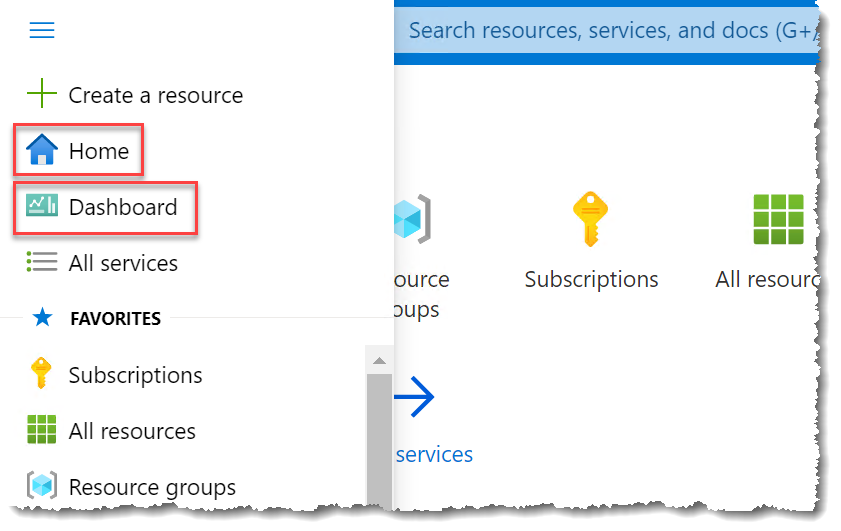 Search resources, services, and docs (G+/
Create a resource
Home
Dashboard
All services
FAVORITES
Subscriptions
All resources
Resource groups
ource
oups
Subscriptions
All resourc
services